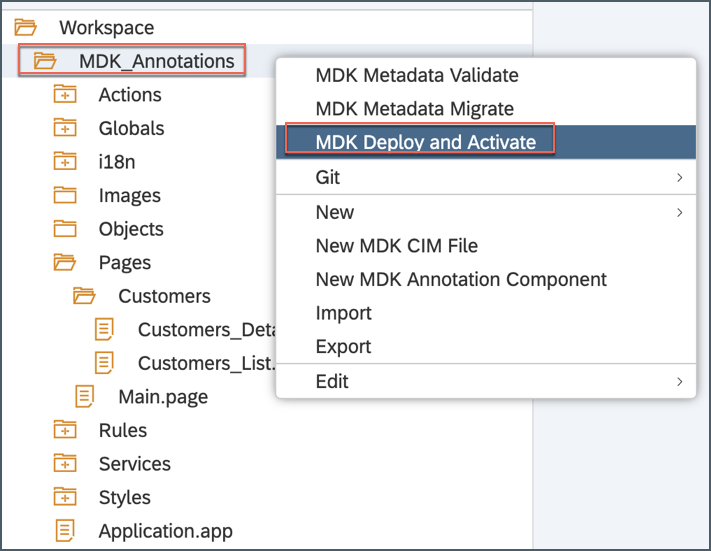 Workspace
MDK_Annotations
Actions
Globals
i18n
Images
Objects
Pages
Customers
Customers_Deta
Customers_List.
Main.page
Rules
Services
Styles
Application.app
MDK Metadata Validate
MDK Metadata Migrate
MDK Deploy and Activate
Git
New
New MDK CIM File
New MDK Annotation Component
Import
Export
Edit